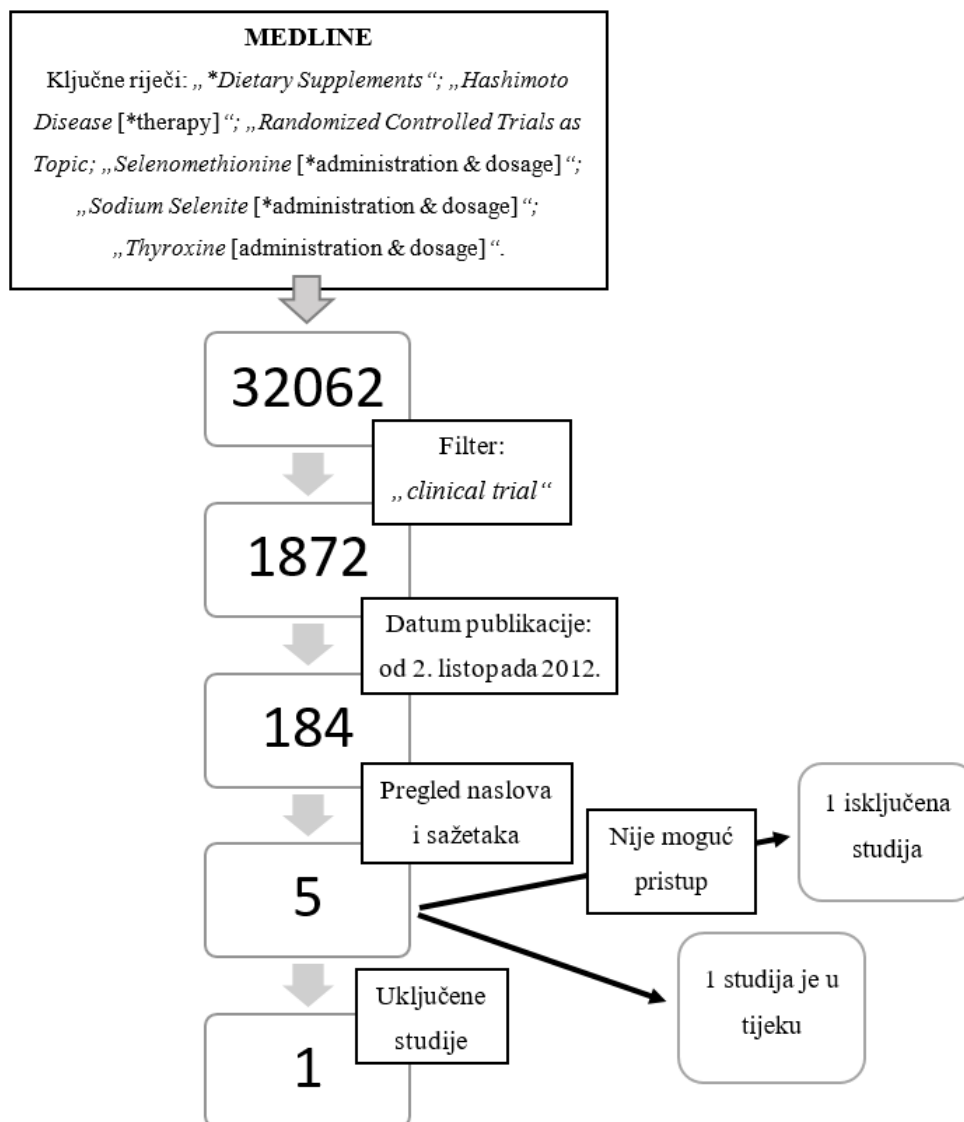 MEDLINE
Ključne riječi: „*Dietary Supplements“; „Hashimoto
Disease [*therapy]“; „Randomized Controlled Trials as
Topic; „Selenomethionine [*administration & dosage]“;
„Sodium Selenite [*administration & dosage]“;
„Thyroxine [administration & dosage]“.
32062
Filter:
„clinical trial“
1872
Datum publikacije:
od 2. listopada 2012.
184
Pregled naslova
i sažetaka
5
Nije moguć
pristup
1 isključena
studija
1 studija je u
tijeku
Uključene
studije
1